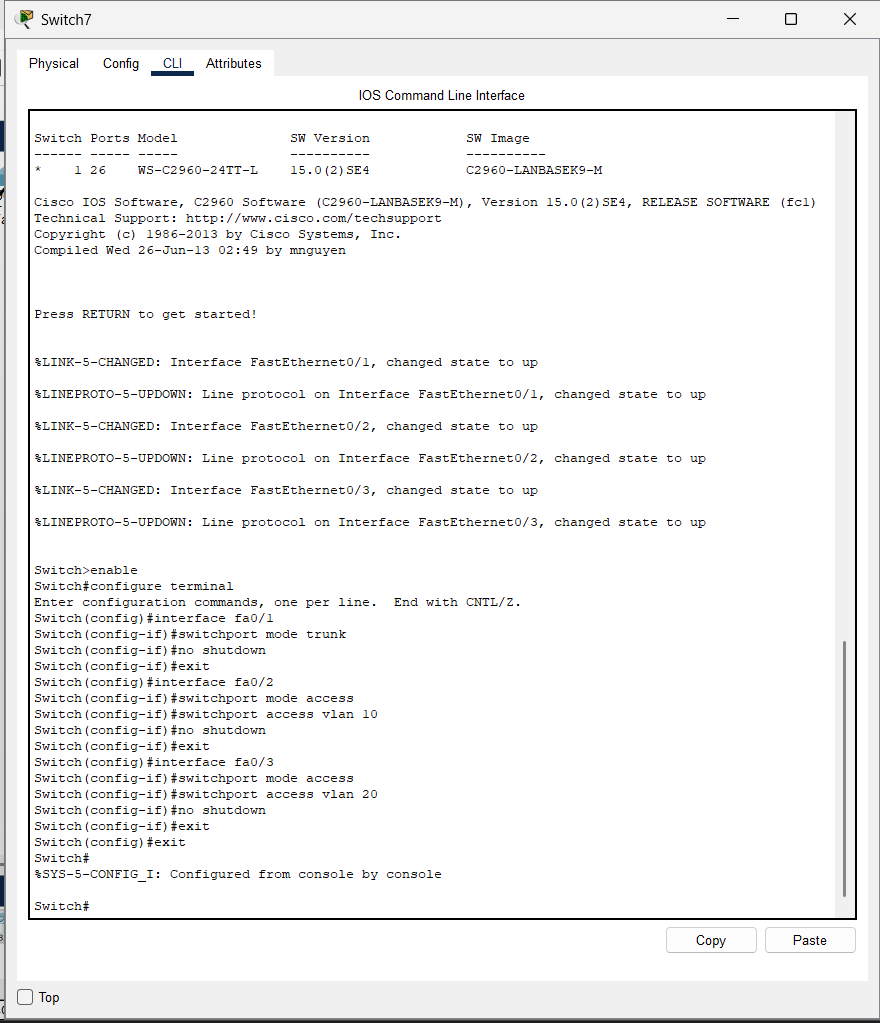 Switch7
Physical Config CLI Attributes
IOS Command Line Interface
Switch Ports Model SW Version SW Image
------ ----- ----- ---------- ----------
* 1 26 WS-C2960-24TT-L 15.0(2)SE4 C2960-LANBASEK9-M
Cisco IOS Software, C2960 Software (C2960-LANBASEK9-M), Version 15.0(2)SE4, RELEASE SOFTWARE (fc1)
Technical Support: http://www.cisco.com/techsupport
Copyright (c) 1986-2013 by Cisco Systems, Inc.
Compiled Wed 26-Jun-13 02:49 by mnguyen
Press RETURN to get started!
%LINK-5-CHANGED: Interface FastEthernet0/1, changed state to up
%LINEPROTO-5-UPDOWN: Line protocol on Interface FastEthernet0/1, changed state to up
%LINK-5-CHANGED: Interface FastEthernet0/2, changed state to up
%LINEPROTO-5-UPDOWN: Line protocol on Interface FastEthernet0/2, changed state to up
%LINK-5-CHANGED: Interface FastEthernet0/3, changed state to up
%LINEPROTO-5-UPDOWN: Line protocol on Interface FastEthernet0/3, changed state to up
Switch>enable
Switch#configure terminal
Enter configuration commands, one per line. End with CNTL/Z.
Switch(config)#interface fa0/1
Switch(config-if)#switchport mode trunk
Switch(config-if)#no shutdown
Switch(config-if)#exit
Switch(config)#interface fa0/2
Switch(config-if)#switchport mode access
Switch(config-if)#switchport access vlan 10
Switch(config-if)#no shutdown
Switch(config-if)#exit
Switch(config)#interface fa0/3
Switch(config-if)#switchport mode access
Switch(config-if)#switchport access vlan 20
Switch(config-if)#no shutdown
Switch(config-if)#exit
Switch(config)#exit
Switch#
%SYS-5-CONFIG_I: Configured from console by console
Switch#
Copy Paste
Top